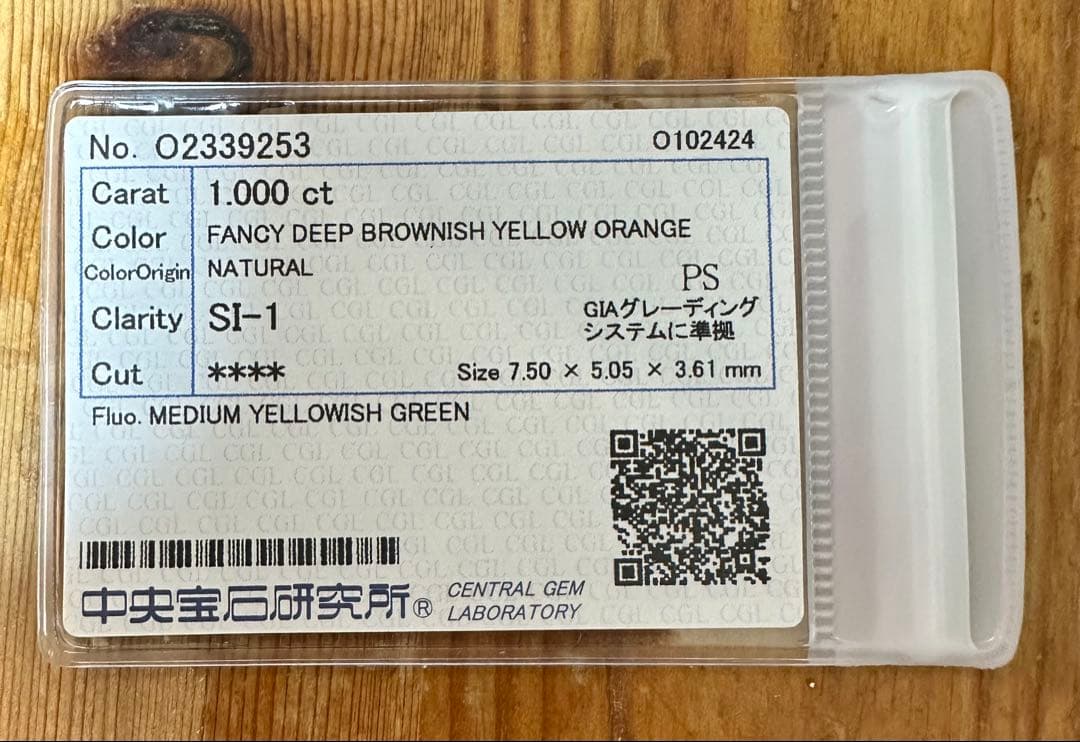 No. O2339253
O102424
Carat 1.000 ct
Color FANCY DEEP BROWNISH YELLOW ORANGE
ColorOrigin NATURAL
PS
Clarity SI-1
GIAグレーディング
システムに準拠
Cut ****
Size 7.50 × 5.05 × 3.61 mm
Fluo. MEDIUM YELLOWISH GREEN
中央宝石研究所®
CENTRAL GEM
LABORATORY